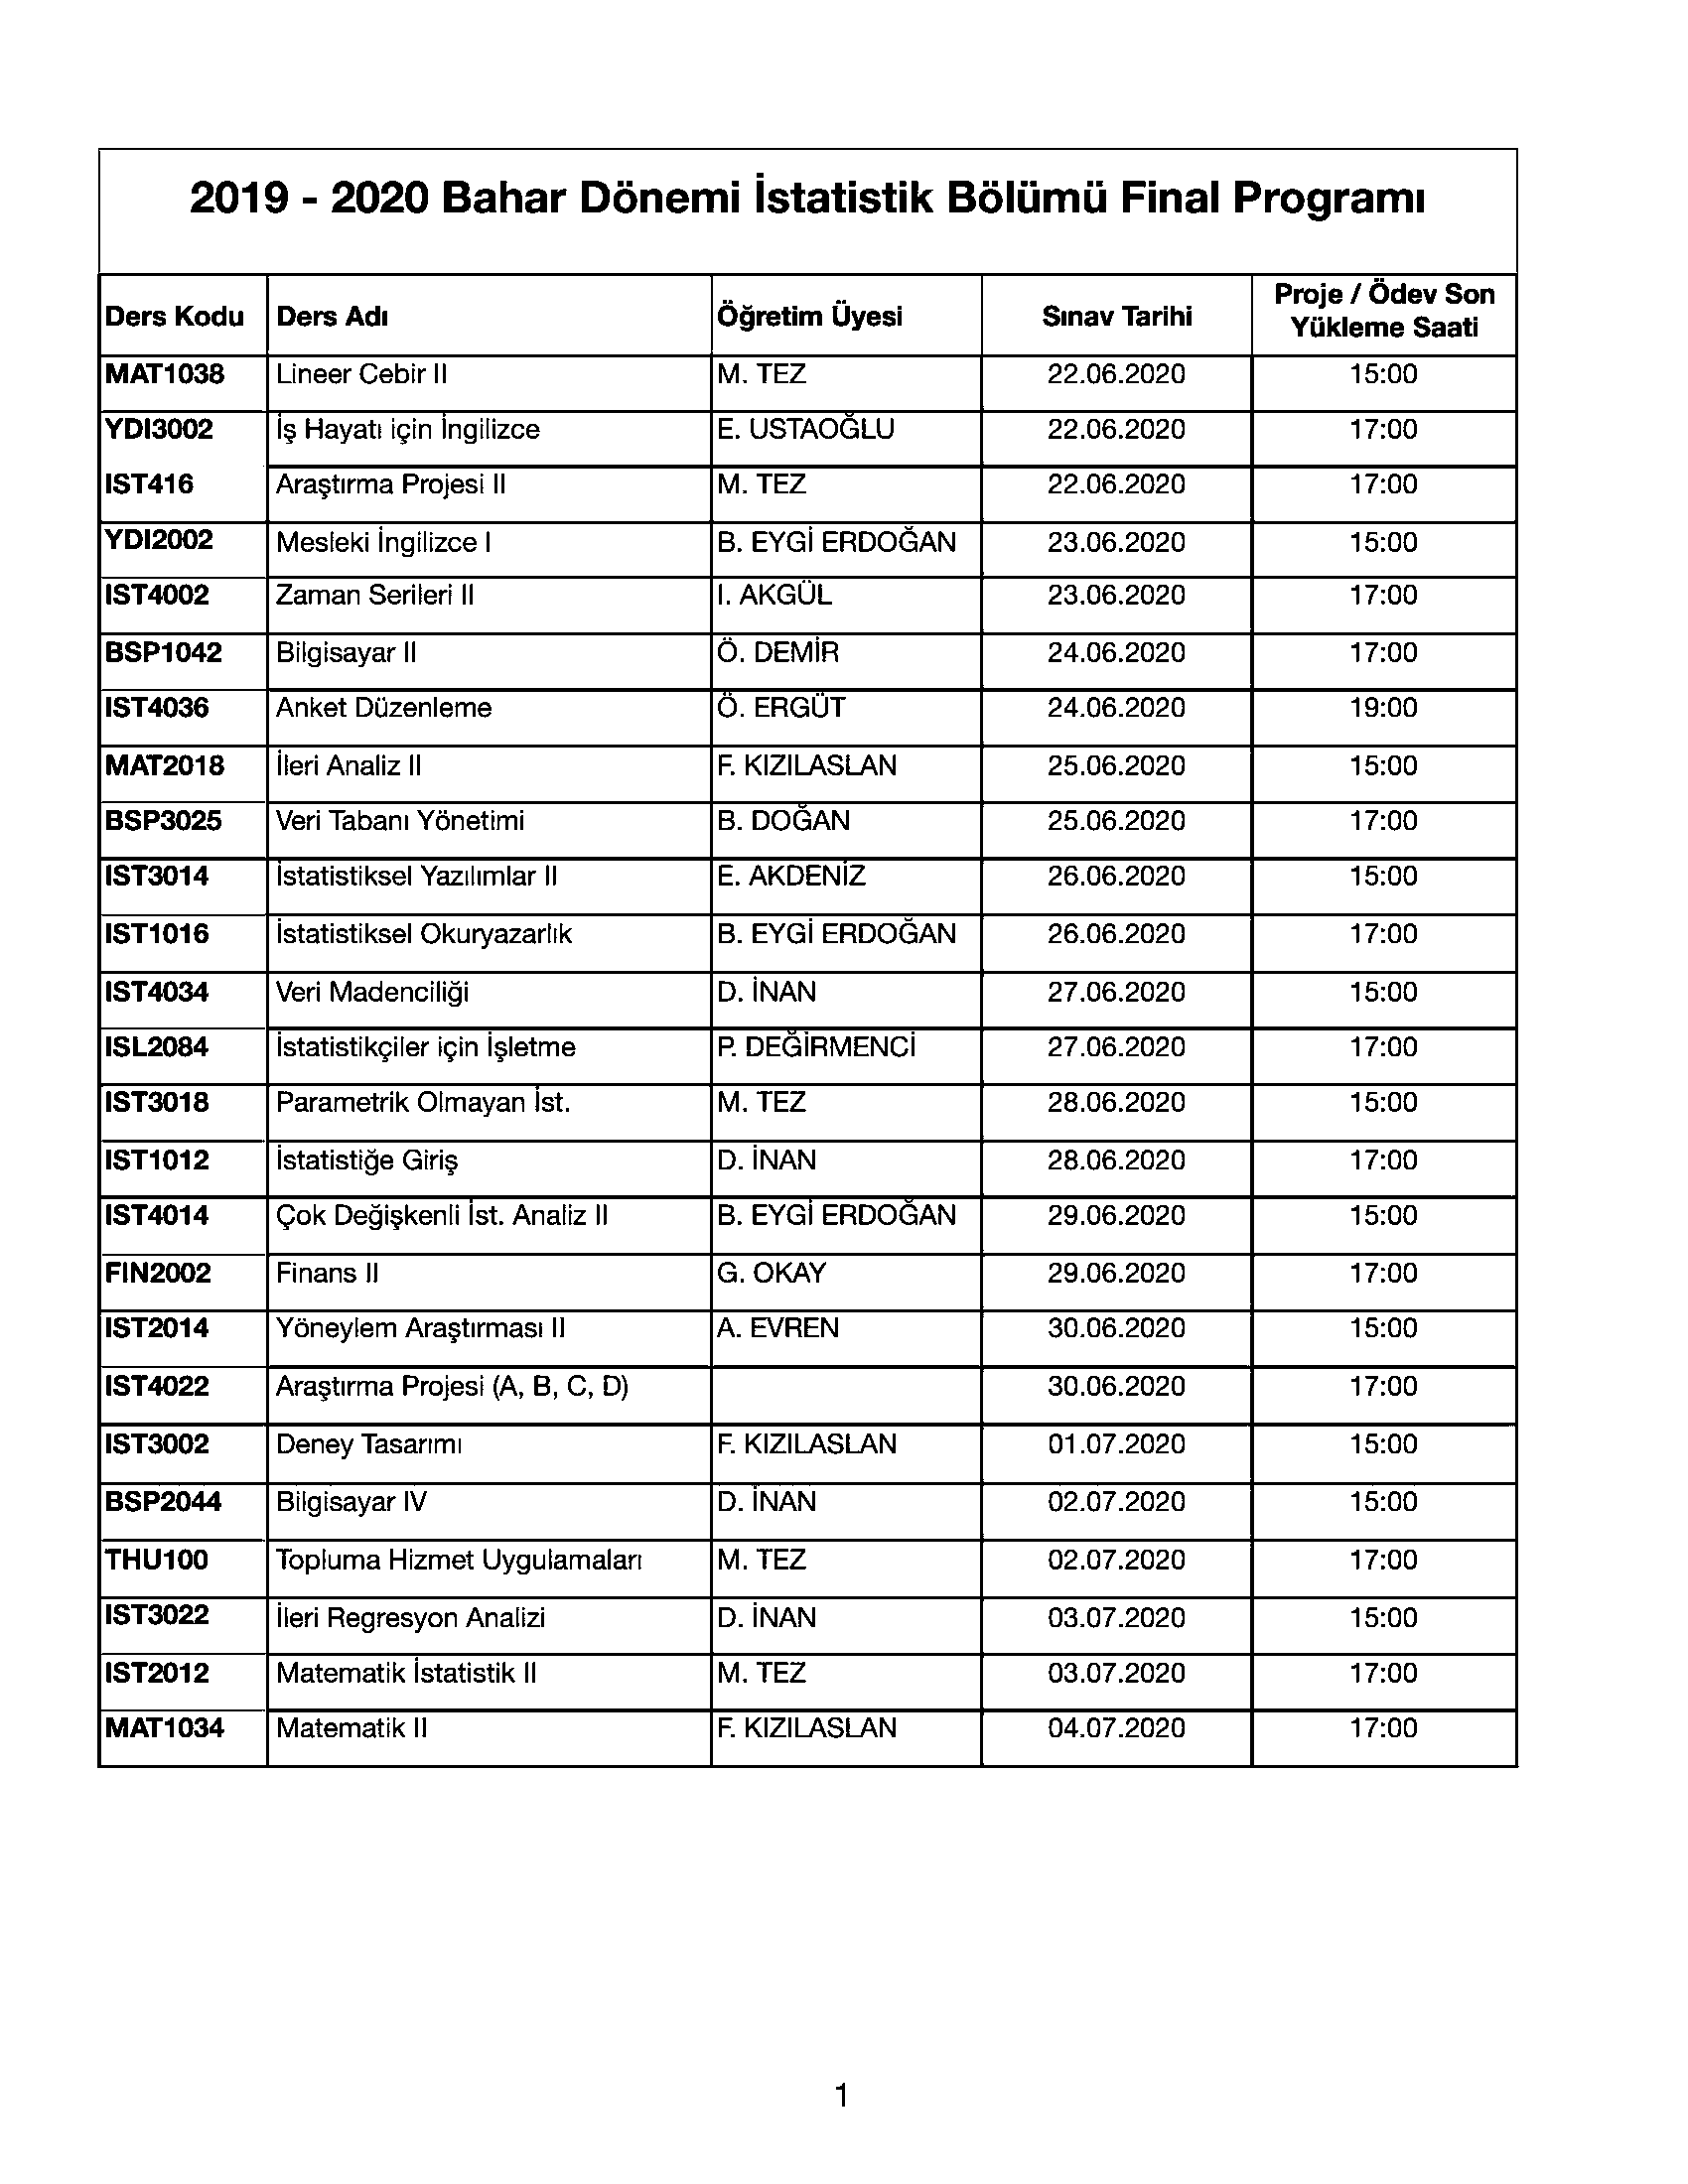 2019 - 2020 Bahar Dönemi İstatistik Bölümü Final Programı
Ders Kodu Ders Adı Öğretim Üyesi Sınav Tarihi Proje / Ödev Son Yükleme Saati
MAT1038 Lineer Cebir II M. TEZ 22.06.2020 15:00
YDI3002 İş Hayatı için İngilizce E. USTAOĞLU 22.06.2020 17:00
IST416 Araştırma Projesi II M. TEZ 22.06.2020 17:00
YDI2002 Mesleki İngilizce I B. EYGİ ERDOĞAN 23.06.2020 15:00
IST4002 Zaman Serileri II I. AKGÜL 23.06.2020 17:00
BSP1042 Bilgisayar II Ö. DEMİR 24.06.2020 17:00
IST4036 Anket Düzenleme Ö. ERGÜT 24.06.2020 19:00
MAT2018 İleri Analiz II F. KIZILASLAN 25.06.2020 15:00
BSP3025 Veri Tabanı Yönetimi B. DOĞAN 25.06.2020 17:00
IST3014 İstatistiksel Yazılımlar II E. AKDENİZ 26.06.2020 15:00
IST1016 İstatistiksel Okuryazarlık B. EYGİ ERDOĞAN 26.06.2020 17:00
IST4034 Veri Madenciliği D. İNAN 27.06.2020 15:00
ISL2084 İstatistikçiler için İşletme P. DEĞİRMENCİ 27.06.2020 17:00
IST3018 Parametrik Olmayan İst. M. TEZ 28.06.2020 15:00
IST1012 İstatistiğe Giriş D. İNAN 28.06.2020 17:00
IST4014 Çok Değişkenli İst. Analiz II B. EYGİ ERDOĞAN 29.06.2020 15:00
FIN2002 Finans II G. OKAY 29.06.2020 17:00
IST2014 Yöneylem Araştırması II A. EVREN 30.06.2020 15:00
IST4022 Araştırma Projesi (A, B, C, D) 30.06.2020 17:00
IST3002 Deney Tasarımı F. KIZILASLAN 01.07.2020 15:00
BSP2044 Bilgisayar IV D. İNAN 02.07.2020 15:00
THU100 Topluma Hizmet Uygulamaları M. TEZ 02.07.2020 17:00
IST3022 İleri Regresyon Analizi D. İNAN 03.07.2020 15:00
IST2012 Matematik İstatistik II M. TEZ 03.07.2020 17:00
MAT1034 Matematik II F. KIZILASLAN 04.07.2020 17:00
1